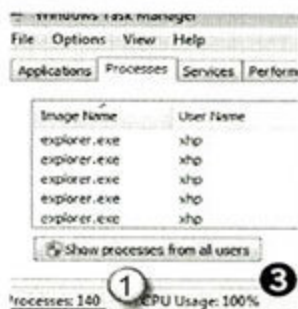 Windows Task Manager
File Options View Help
Applications Processes Services Perform
Image Name User Name
explorer.exe xhp
explorer.exe xhp
explorer.exe xhp
explorer.exe xhp
explorer.exe xhp
Show processes from all users
1 3
Processes: 140 CPU Usage: 100%